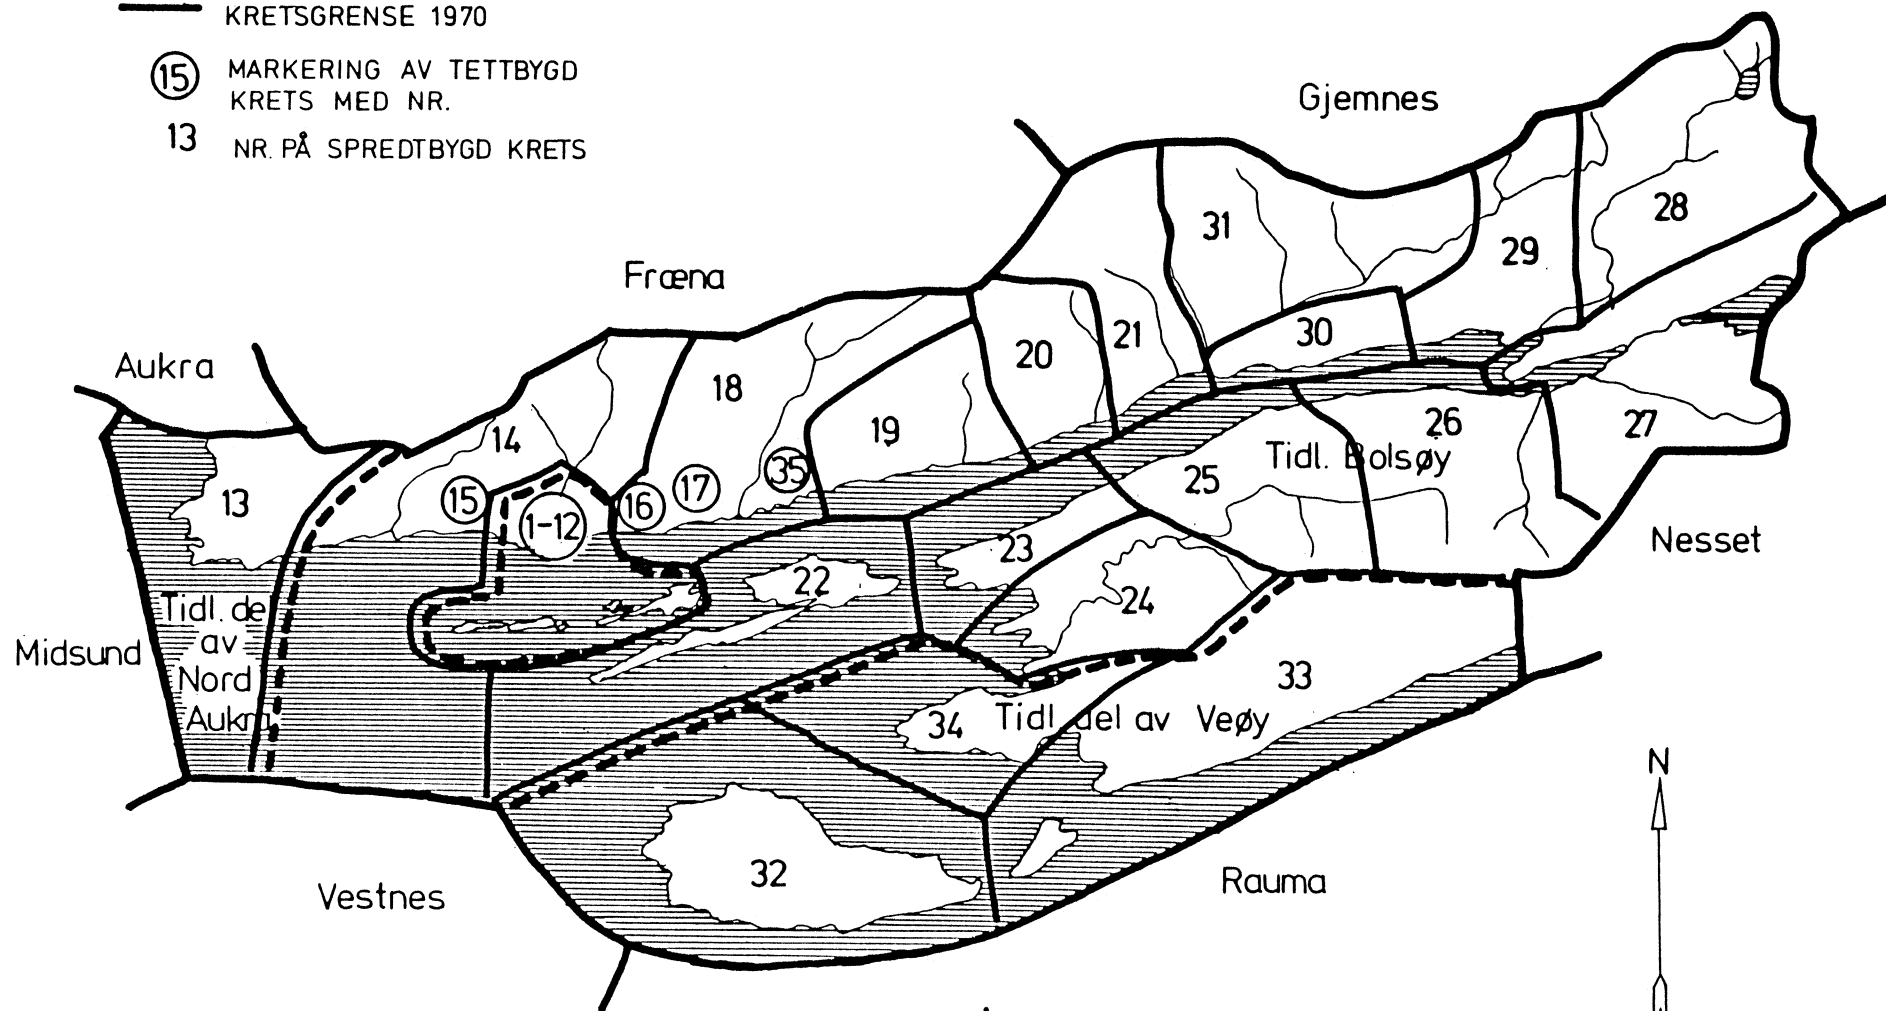 KRETSGRENSE 1970
15 MARKERING AV TETTBYGD
KRETS MED NR.
13 NR. PÅ SPREDTBYGD KRETS
Gjemnes
Fræna
Aukra
28
31
29
30
21
20
18
19
14
26
27
Tidl. Bolsøy
25
35
17
16
15
1-12
13
Nesset
23
22
24
Tidl. del
av
Nord
Aukra
Midsund
33
34
Tidl. del av Veøy
N
32
Rauma
Vestnes